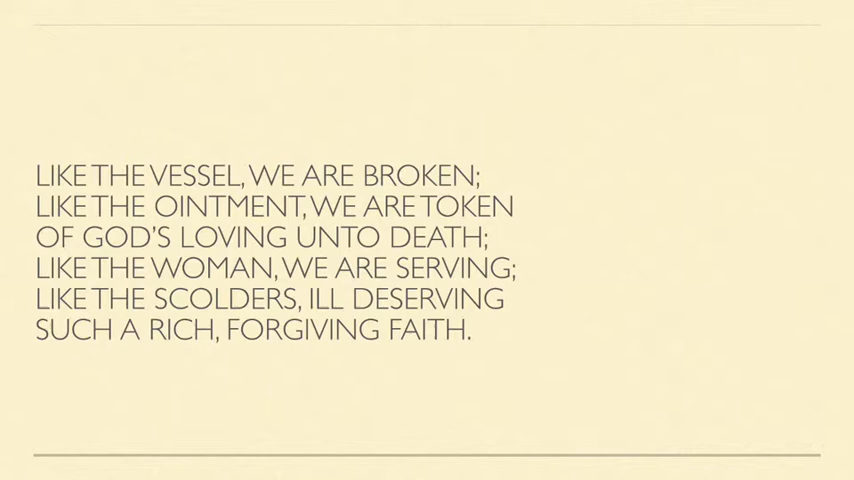 LIKE THE VESSEL, WE ARE BROKEN;
LIKE THE OINTMENT, WE ARE TOKEN
OF GOD'S LOVING UNTO DEATH;
LIKE THE WOMAN, WE ARE SERVING;
LIKE THE SCOLDERS, ILL DESERVING
SUCH A RICH, FORGIVING FAITH.